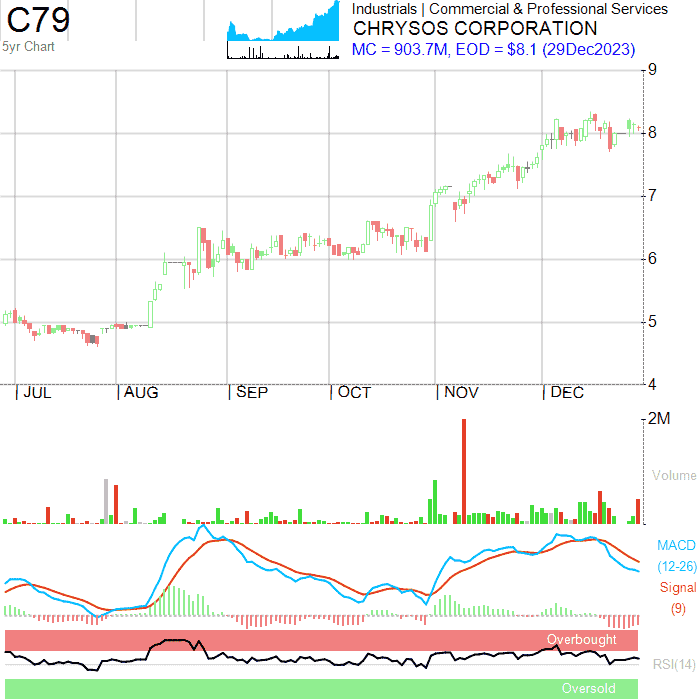 C79
5yr Chart
Industrials | Commercial & Professional Services
CHRYSOS CORPORATION
MC = 903.7M, EOD = $8.1 (29Dec2023)
9
8
7
6
5
4
| JUL | AUG | SEP | OCT | NOV | DEC
2M
Volume
MACD
(12-26)
Signal
(9)
Overbought
RSI(14)
Oversold